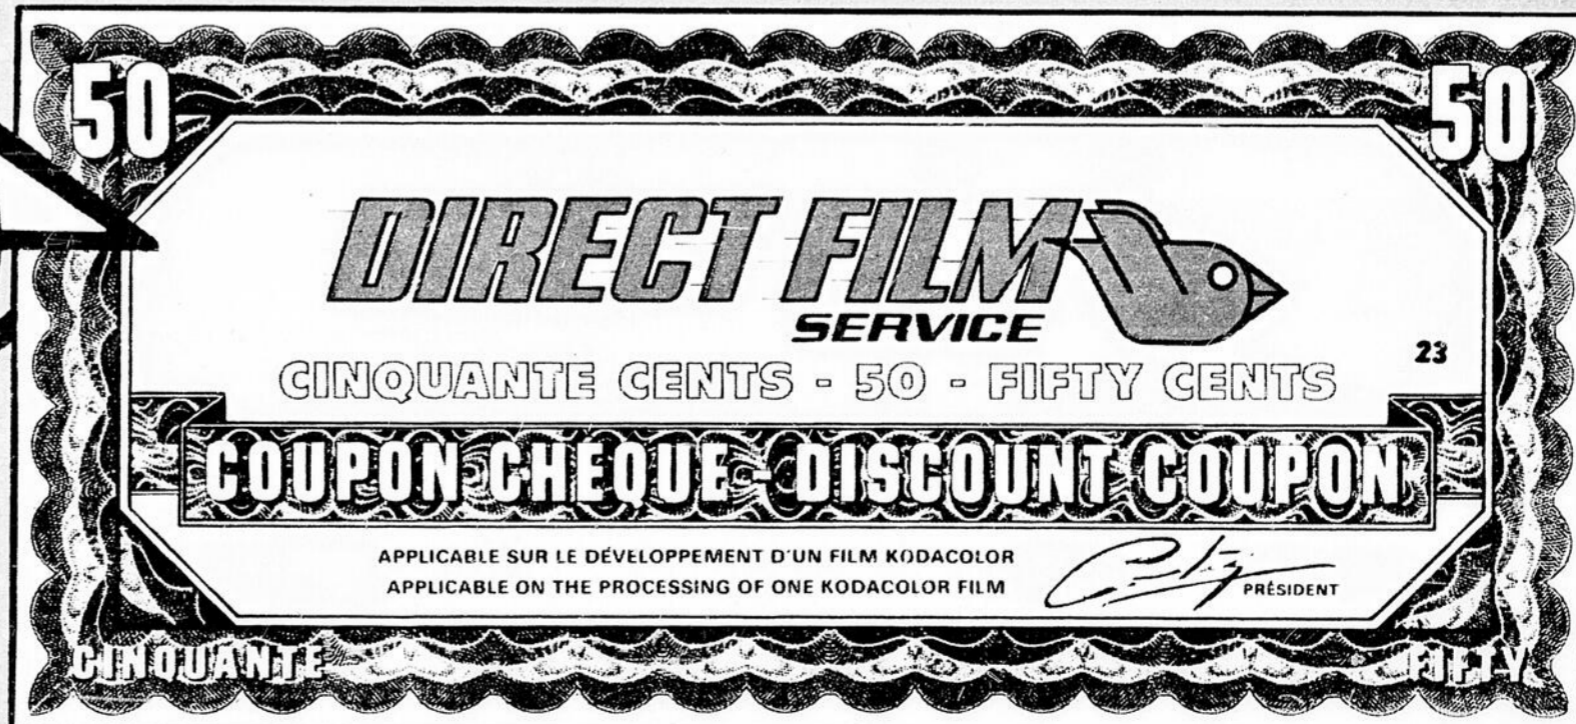 50 50
DIRECT FILM
SERVICE
23
CINQUANTE CENTS - 50 - FIFTY CENTS
COUPON CHEQUE - DISCOUNT COUPON
APPLICABLE SUR LE DÉVELOPPEMENT D'UN FILM KODACOLOR
APPLICABLE ON THE PROCESSING OF ONE KODACOLOR FILM
PRÉSIDENT
CINQUANTE FIFTY